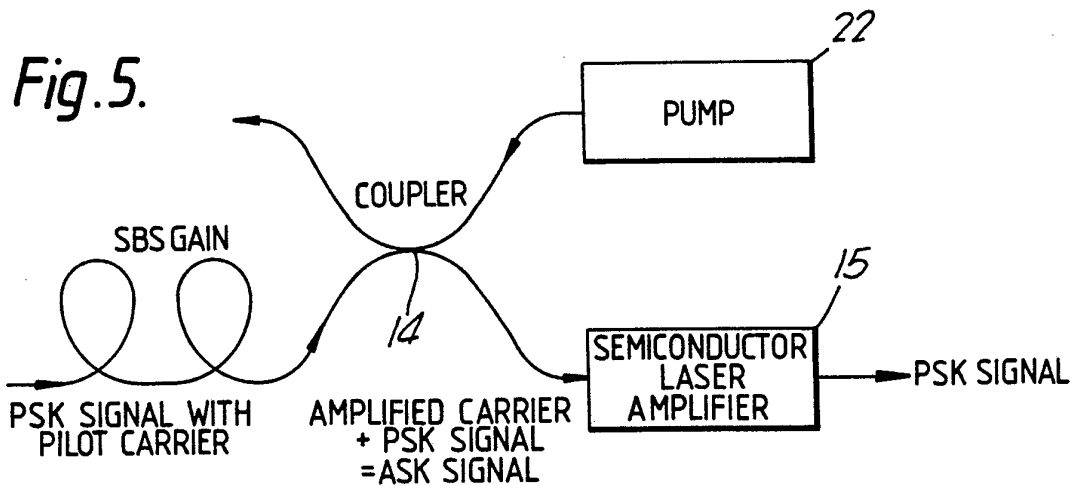 Fig.5.
22
PUMP
COUPLER
SBS GAIN
14
15
SEMICONDUCTOR
LASER
AMPLIFIER
PSK SIGNAL
PSK SIGNAL WITH
PILOT CARRIER
AMPLIFIED CARRIER
+ PSK SIGNAL
=ASK SIGNAL